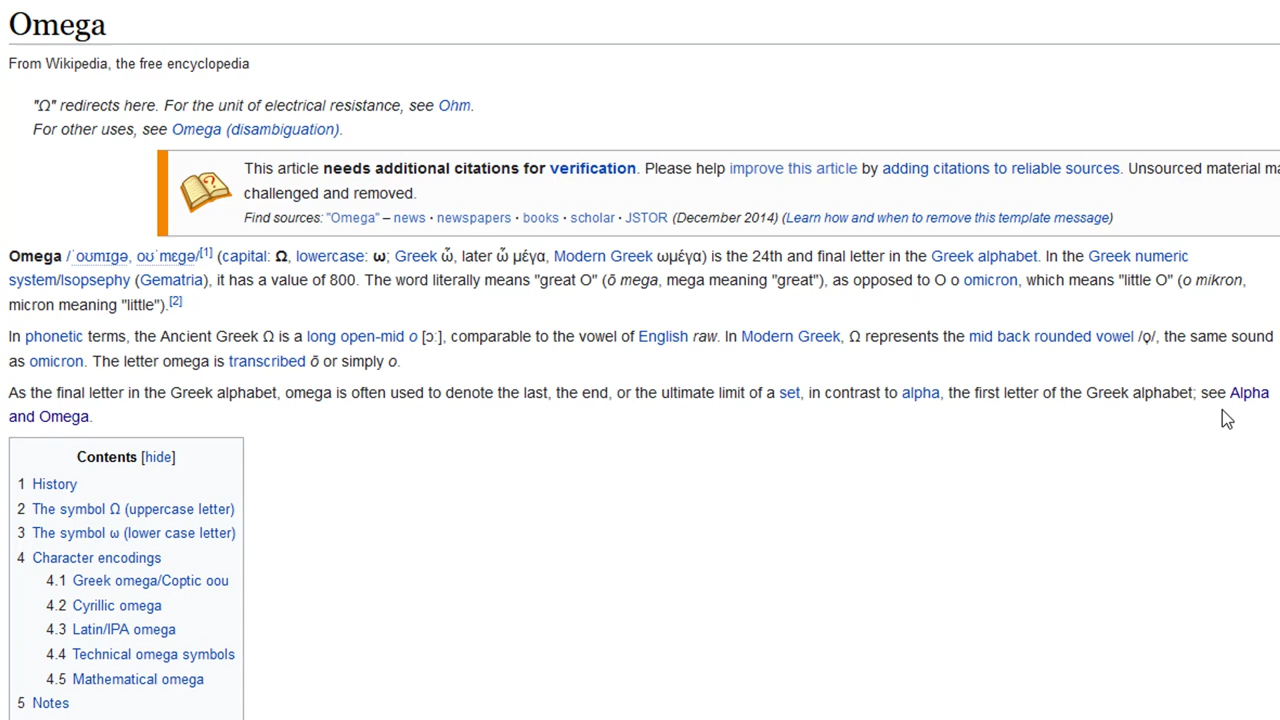 Omega
From Wikipedia, the free encyclopedia
"Ω" redirects here. For the unit of electrical resistance, see Ohm.
For other uses, see Omega (disambiguation).
This article needs additional citations for verification. Please help improve this article by adding citations to reliable sources. Unsourced material ma
challenged and removed.
Find sources: "Omega" – news · newspapers · books · scholar · JSTOR (December 2014) (Learn how and when to remove this template message)
Omega /ˈoʊmɪɡə, oʊˈmɛɡə/[1] (capital: Ω, lowercase: ω; Greek ὦ, later ὦ μέγα, Modern Greek ωμέγα) is the 24th and final letter in the Greek alphabet. In the Greek numeric
system/Isopsephy (Gematria), it has a value of 800. The word literally means "great O" (ō mega, mega meaning "great"), as opposed to Ο ο omicron, which means "little O" (o mikron,
micron meaning "little").[2]
In phonetic terms, the Ancient Greek Ω is a long open-mid o [ɔː], comparable to the vowel of English raw. In Modern Greek, Ω represents the mid back rounded vowel /o̞/, the same sound
as omicron. The letter omega is transcribed ō or simply o.
As the final letter in the Greek alphabet, omega is often used to denote the last, the end, or the ultimate limit of a set, in contrast to alpha, the first letter of the Greek alphabet; see Alpha
and Omega.
Contents [hide]
1 History
2 The symbol Ω (uppercase letter)
3 The symbol ω (lower case letter)
4 Character encodings
4.1 Greek omega/Coptic oou
4.2 Cyrillic omega
4.3 Latin/IPA omega
4.4 Technical omega symbols
4.5 Mathematical omega
5 Notes